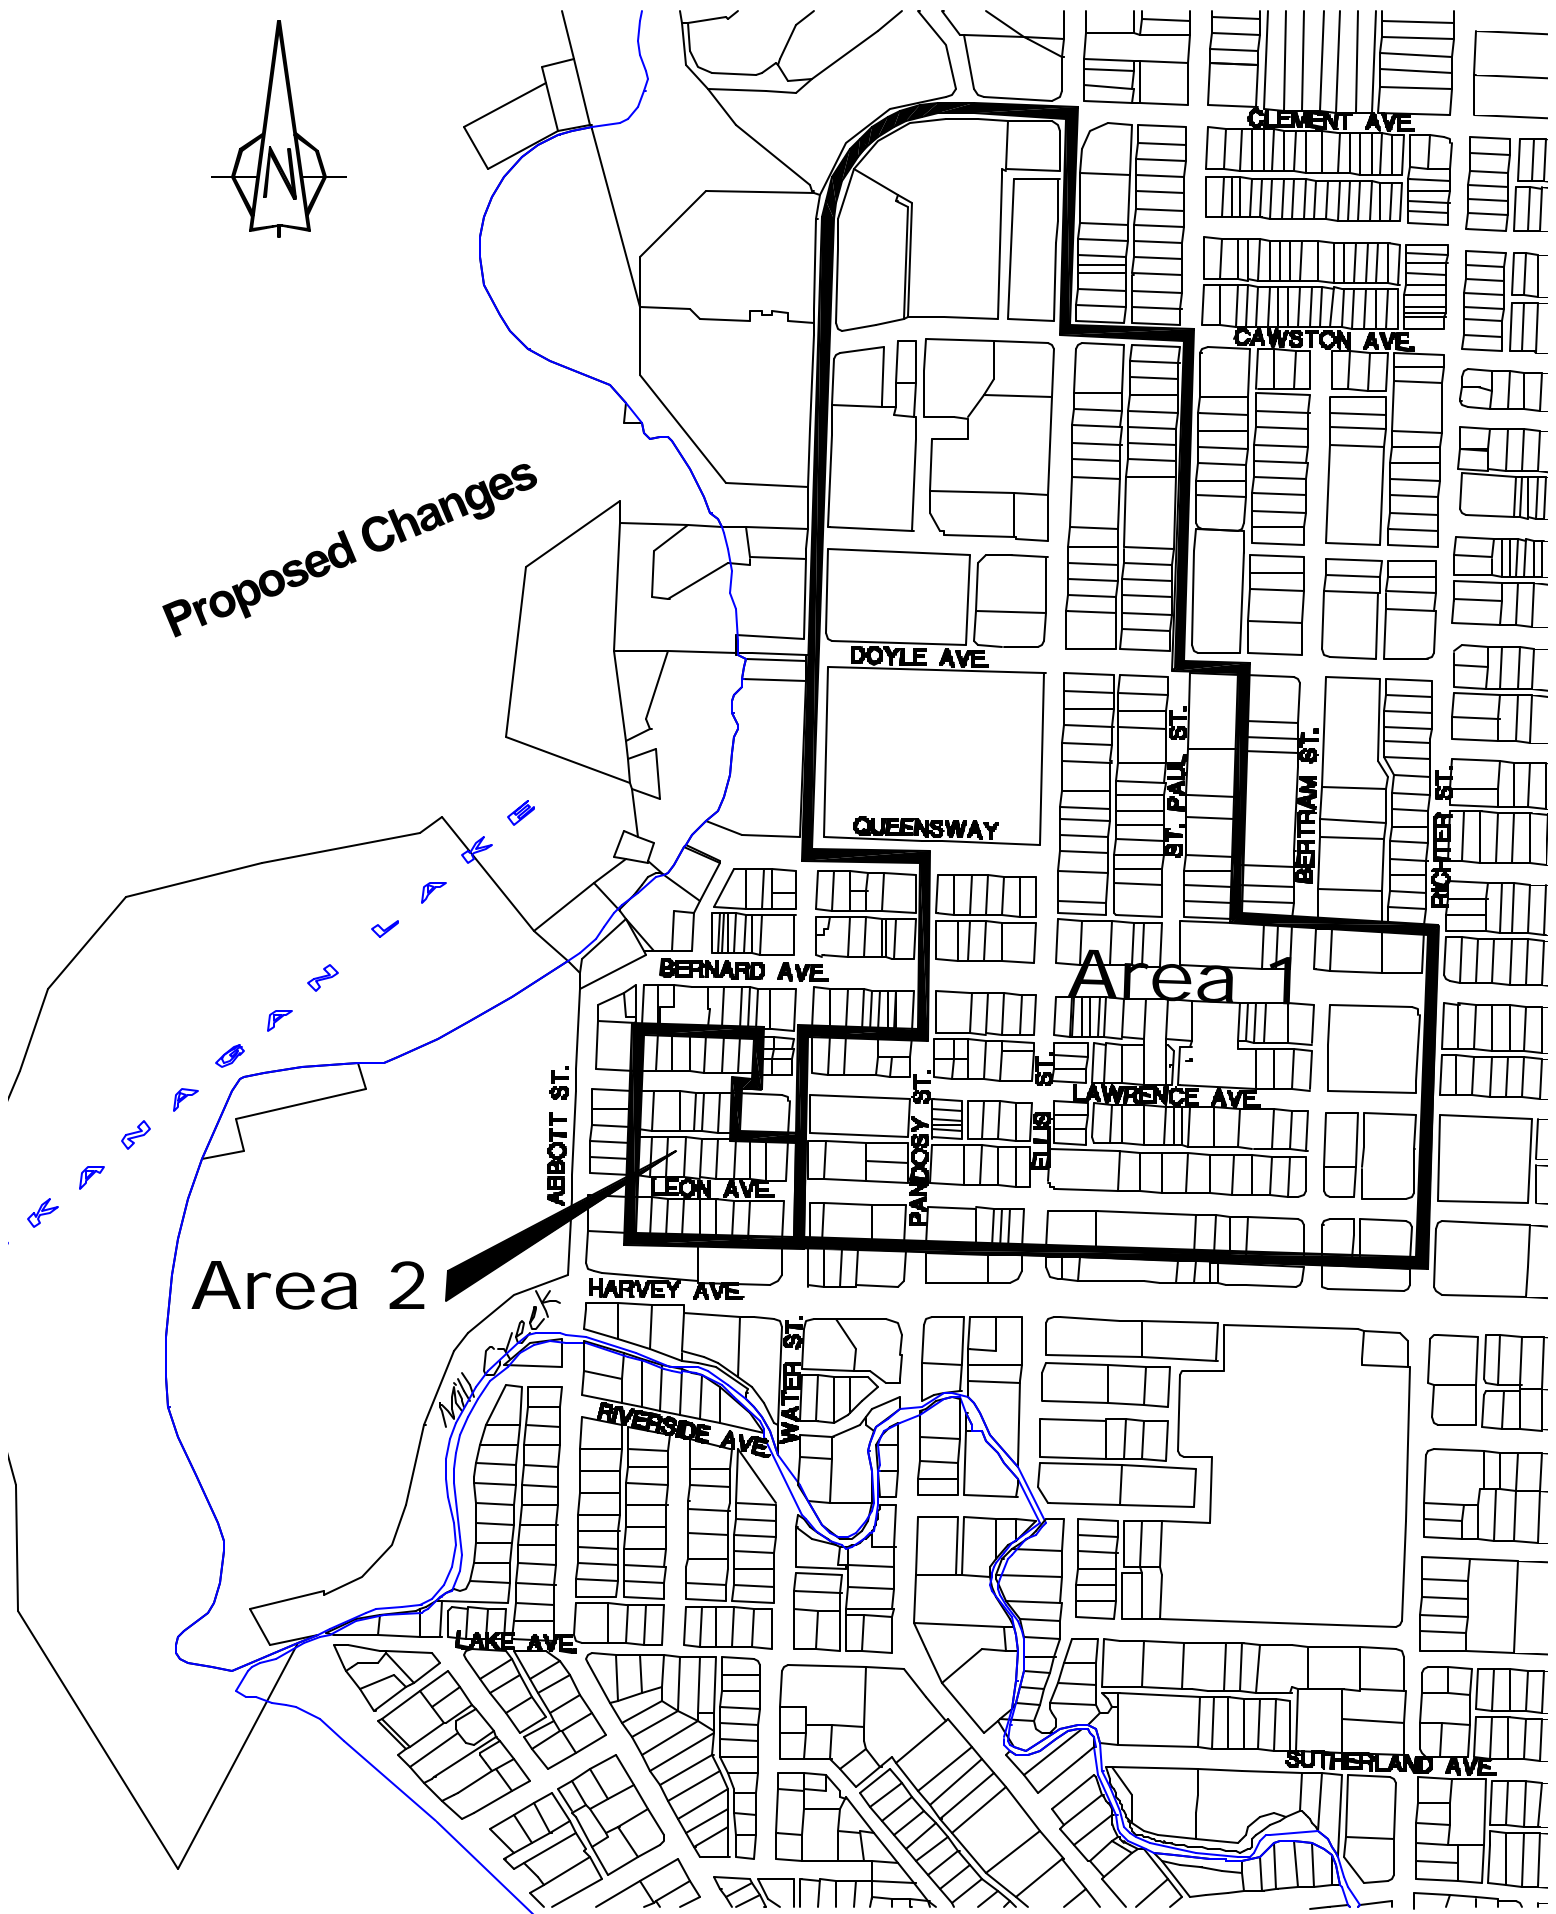 N
CLEMENT AVE.
CAWSTON AVE.
Proposed Changes
DOYLE AVE.
ST. PAUL ST.
BERTRAM ST.
RICHTER ST.
QUEENSWAY
OKANAGAN LAKE
BERNARD AVE.
Area 1
ABBOTT ST.
PANDOSY ST.
ELLIS ST.
LAWRENCE AVE.
LEON AVE.
Area 2
HARVEY AVE.
Mill Creek
WATER ST.
RIVERSIDE AVE.
LAKE AVE.
SUTHERLAND AVE.